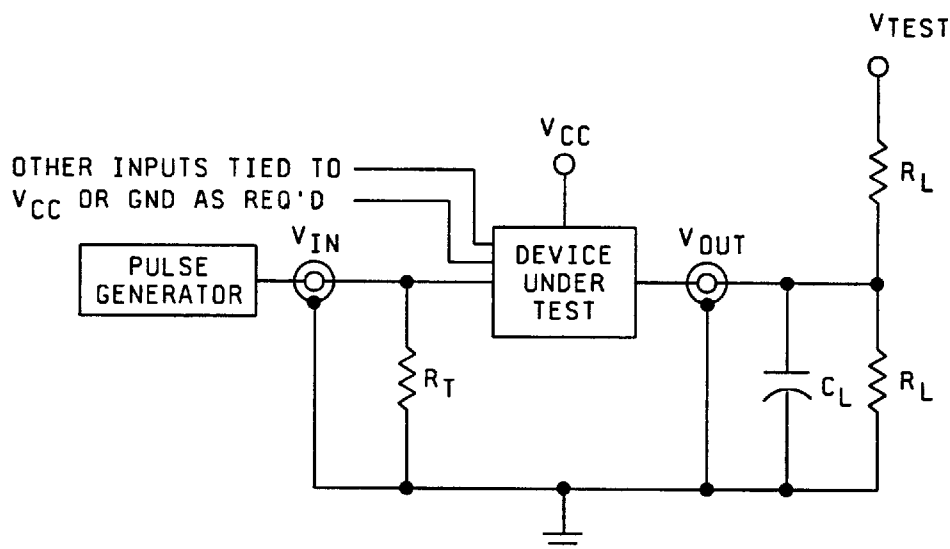 VTEST
VCC
OTHER INPUTS TIED TO
VCC OR GND AS REQ'D
RL
VIN
VOUT
PULSE
GENERATOR
DEVICE
UNDER
TEST
RT
CL
RL